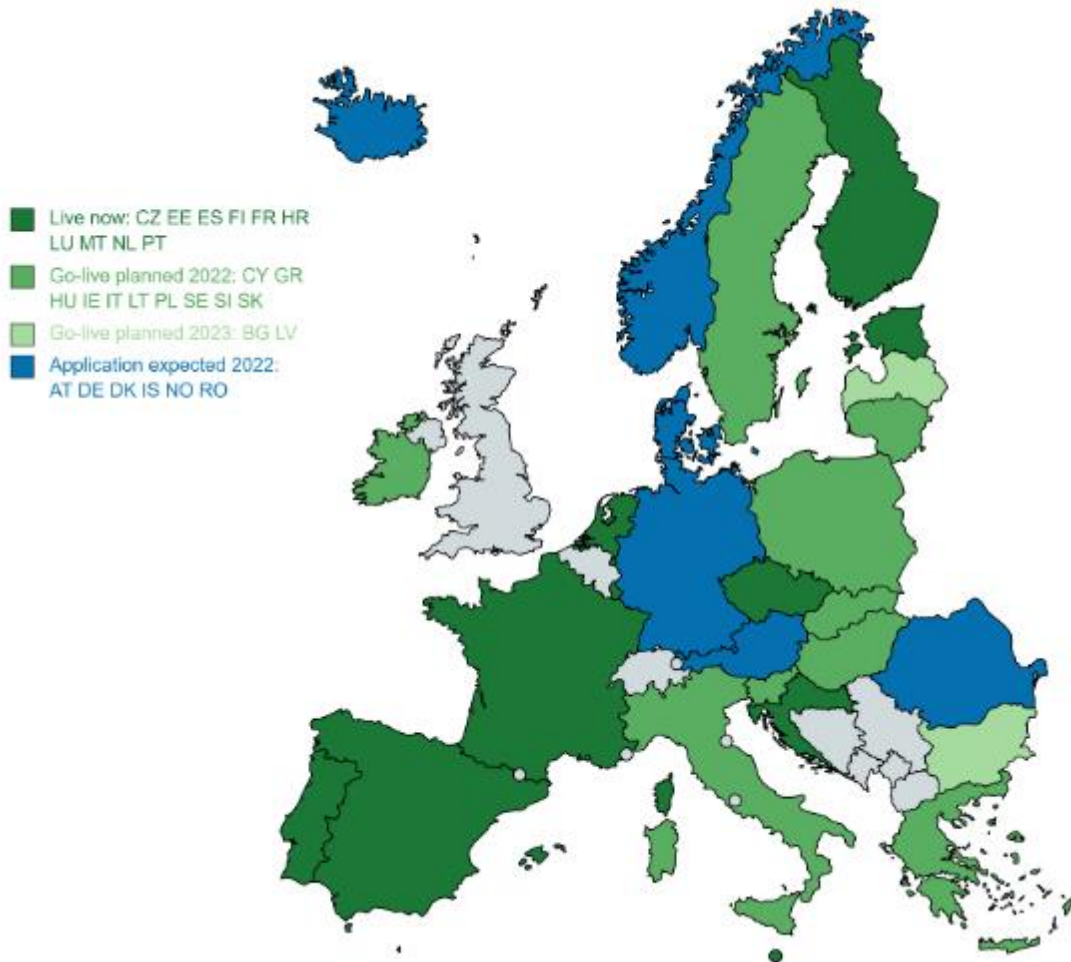 Live now: CZ EE ES FI FR HR
LU MT NL PT
Go-live planned 2022: CY GR
HU IE IT LT PL SE SI SK
Go-live planned 2023: BG LV
Application expected 2022:
AT DE DK IS NO RO